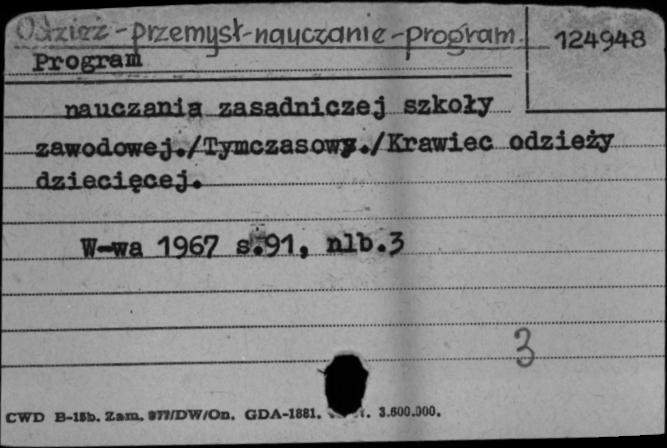 Odzież - przemysł - nauczanie - program.
124948
Program
nauczania zasadniczej szkoły
zawodowej./Tymczasowy./Krawiec odzieży
dziecięcej.
W-wa 1967 s.91, nlb.3
3
CWD B-15b. Zam. 977/DW/On. GDA-1881. 3.600.000.